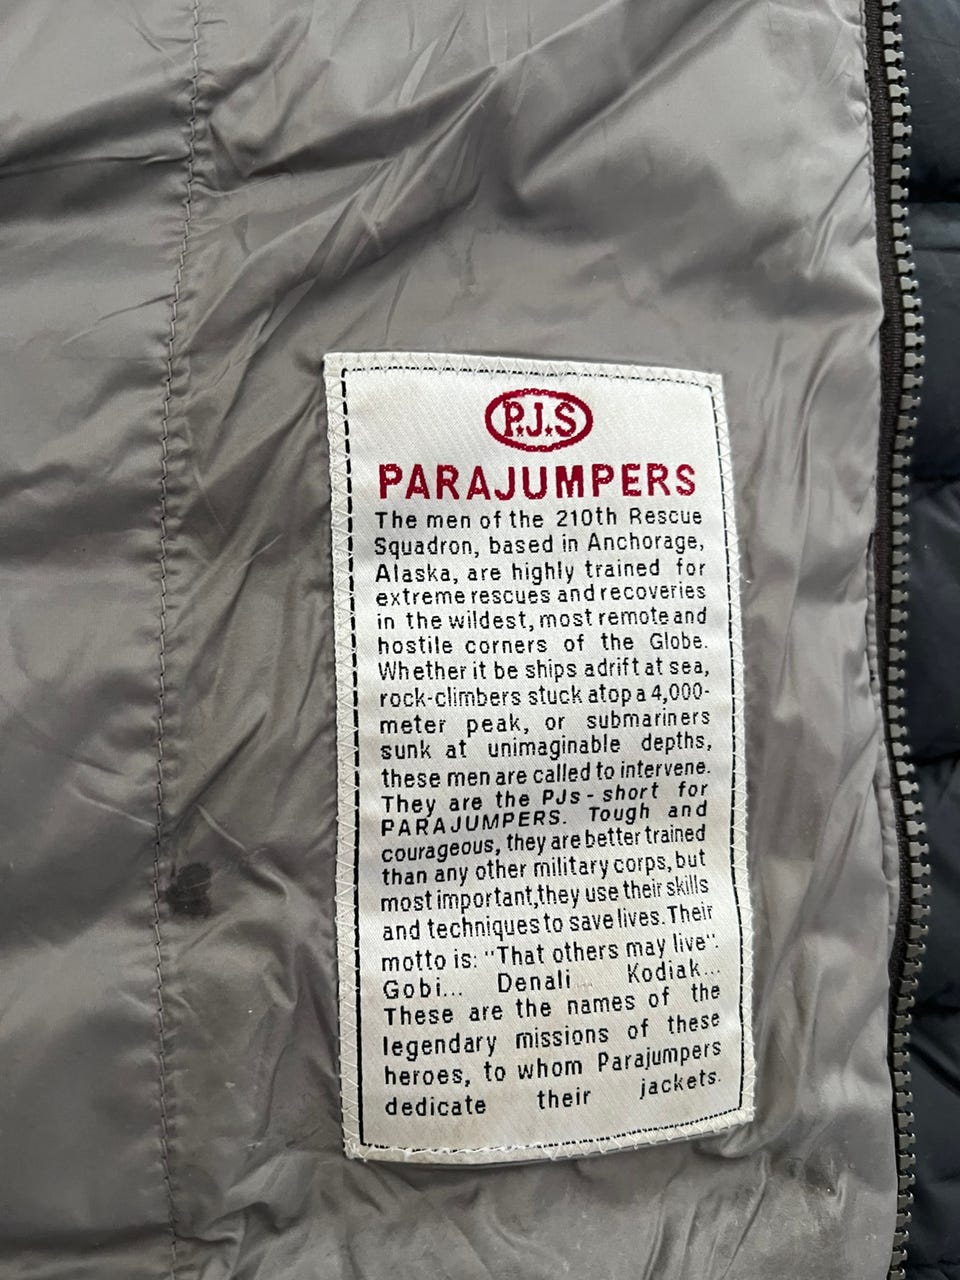 P.J.S
PARAJUMPERS
The men of the 210th Rescue
Squadron, based in Anchorage,
Alaska, are highly trained for
extreme rescues and recoveries
in the wildest, most remote and
hostile corners of the Globe.
Whether it be ships adrift at sea,
rock-climbers stuck atop a 4,000-
meter peak, or submariners
sunk at unimaginable depths,
these men are called to intervene.
They are the PJs - short for
PARAJUMPERS. Tough and
courageous, they are better trained
than any other military corps, but
most important,they use their skills
and techniques to save lives. Their
motto is: "That others may live".
Gobi... Denali... Kodiak...
These are the names of the
legendary missions of these
heroes, to whom Parajumpers
dedicate their jackets.